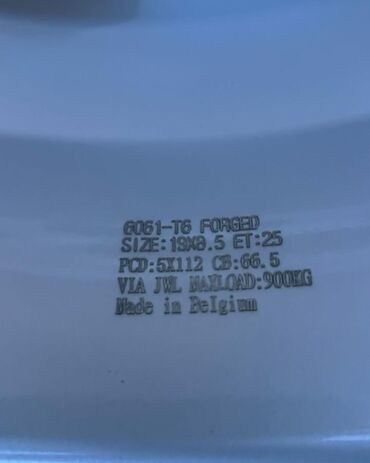 6061-T6 FORGED
SIZE:19X8.5 ET:25
PCD:5X112 CB:66.5
VIA JWL MAXLOAD:900KG
Made in Belgium